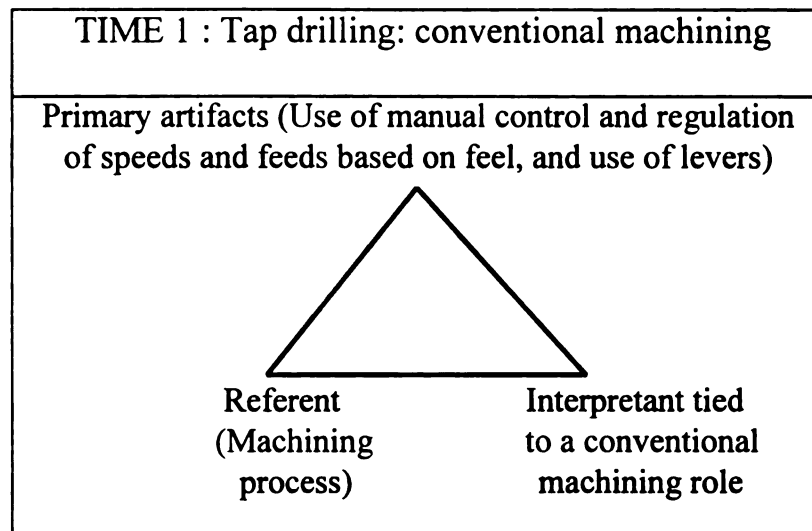 TIME 1 : Tap drilling: conventional machining
Primary artifacts (Use of manual control and regulation
of speeds and feeds based on feel, and use of levers)
Referent
(Machining
process)
Interpretant tied
to a conventional
machining role